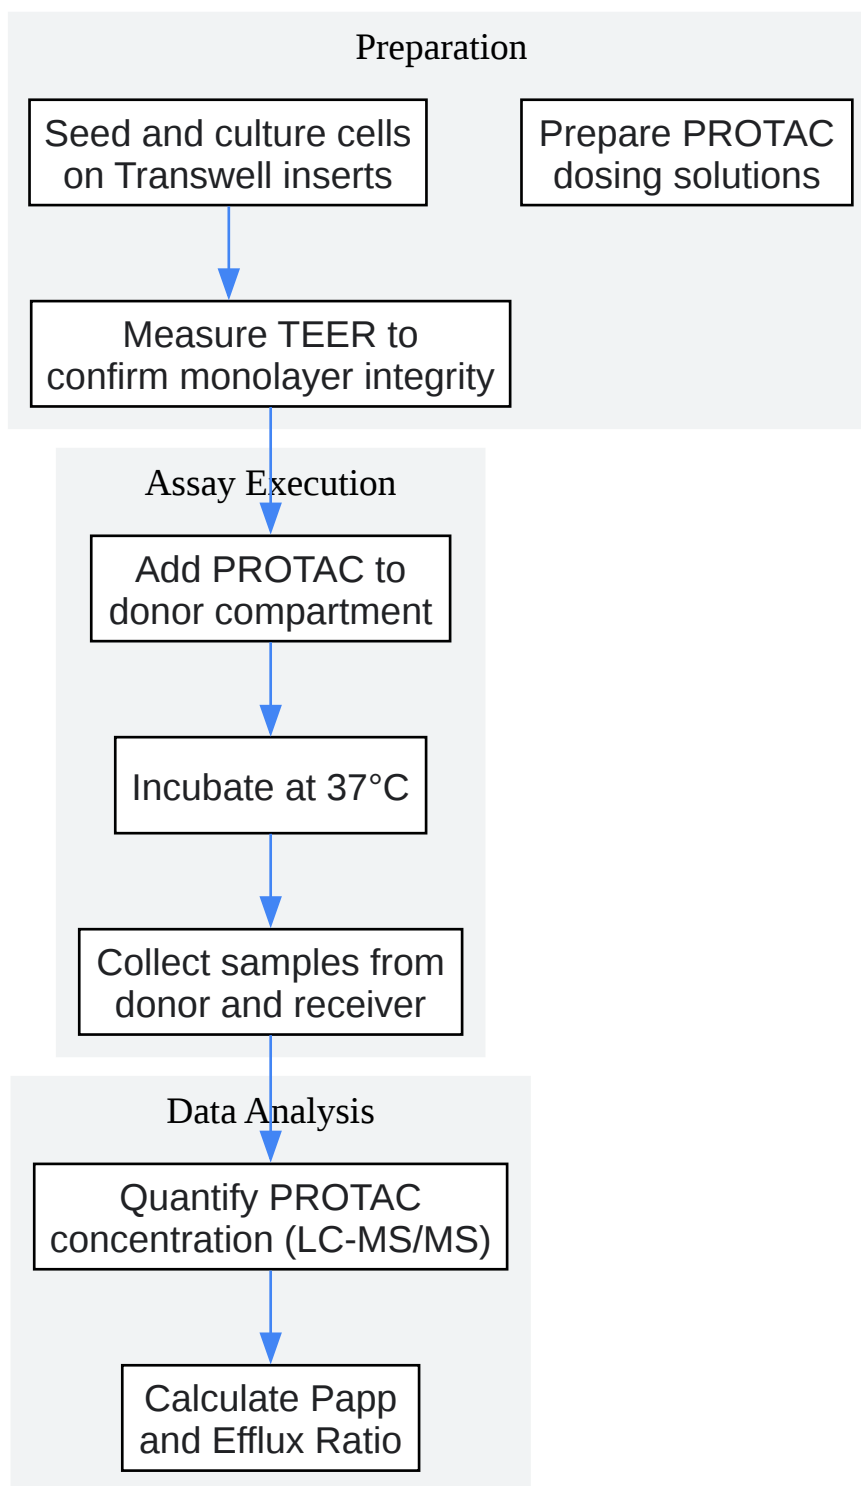 Preparation
Seed and culture cells
on Transwell inserts
Prepare PROTAC
dosing solutions
Measure TEER to
confirm monolayer integrity
Assay Execution
Add PROTAC to
donor compartment
Incubate at 37°C
Collect samples from
donor and receiver
Data Analysis
Quantify PROTAC
concentration (LC-MS/MS)
Calculate Papp
and Efflux Ratio